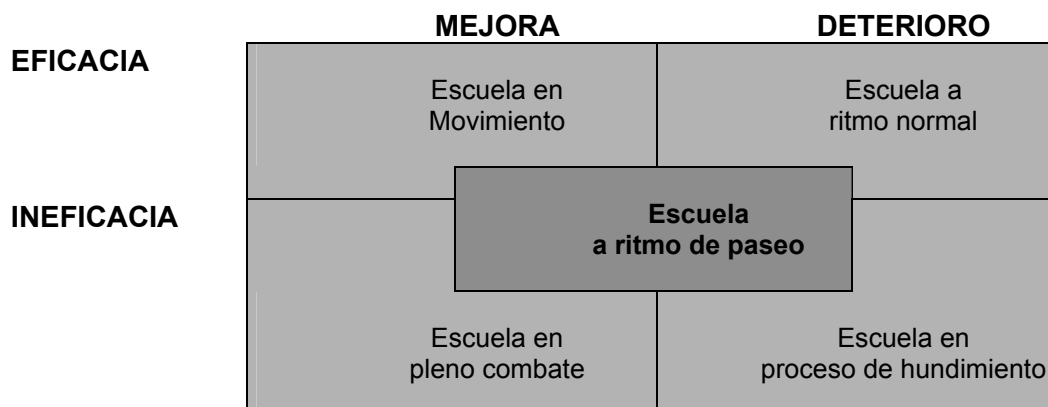 MEJORA DETERIORO
EFICACIA
Escuela en
Movimiento
Escuela a
ritmo normal
INEFICACIA
Escuela
a ritmo de paseo
Escuela en
pleno combate
Escuela en
proceso de hundimiento